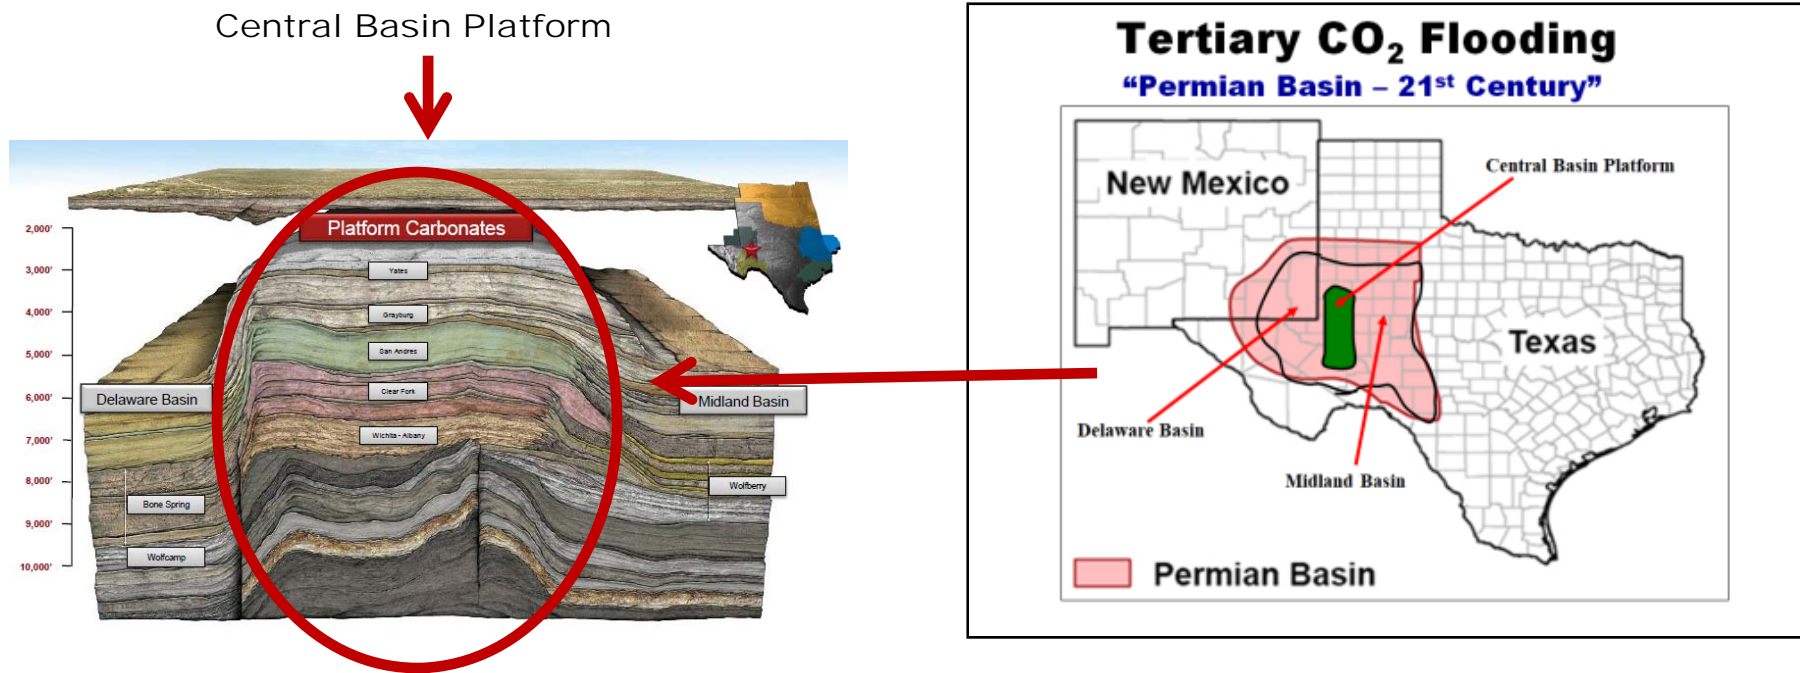 Central Basin Platform
Platform Carbonates
2,000'
3,000'
4,000'
5,000'
6,000'
7,000'
8,000'
9,000'
10,000'
Yates
Grayburg
San Andres
Clear Fork
Wichita - Albany
Delaware Basin
Midland Basin
Bone Spring
Wolfcamp
Wolfberry
Tertiary CO₂ Flooding
“Permian Basin – 21st Century”
Central Basin Platform
New Mexico
Texas
Delaware Basin
Midland Basin
Permian Basin